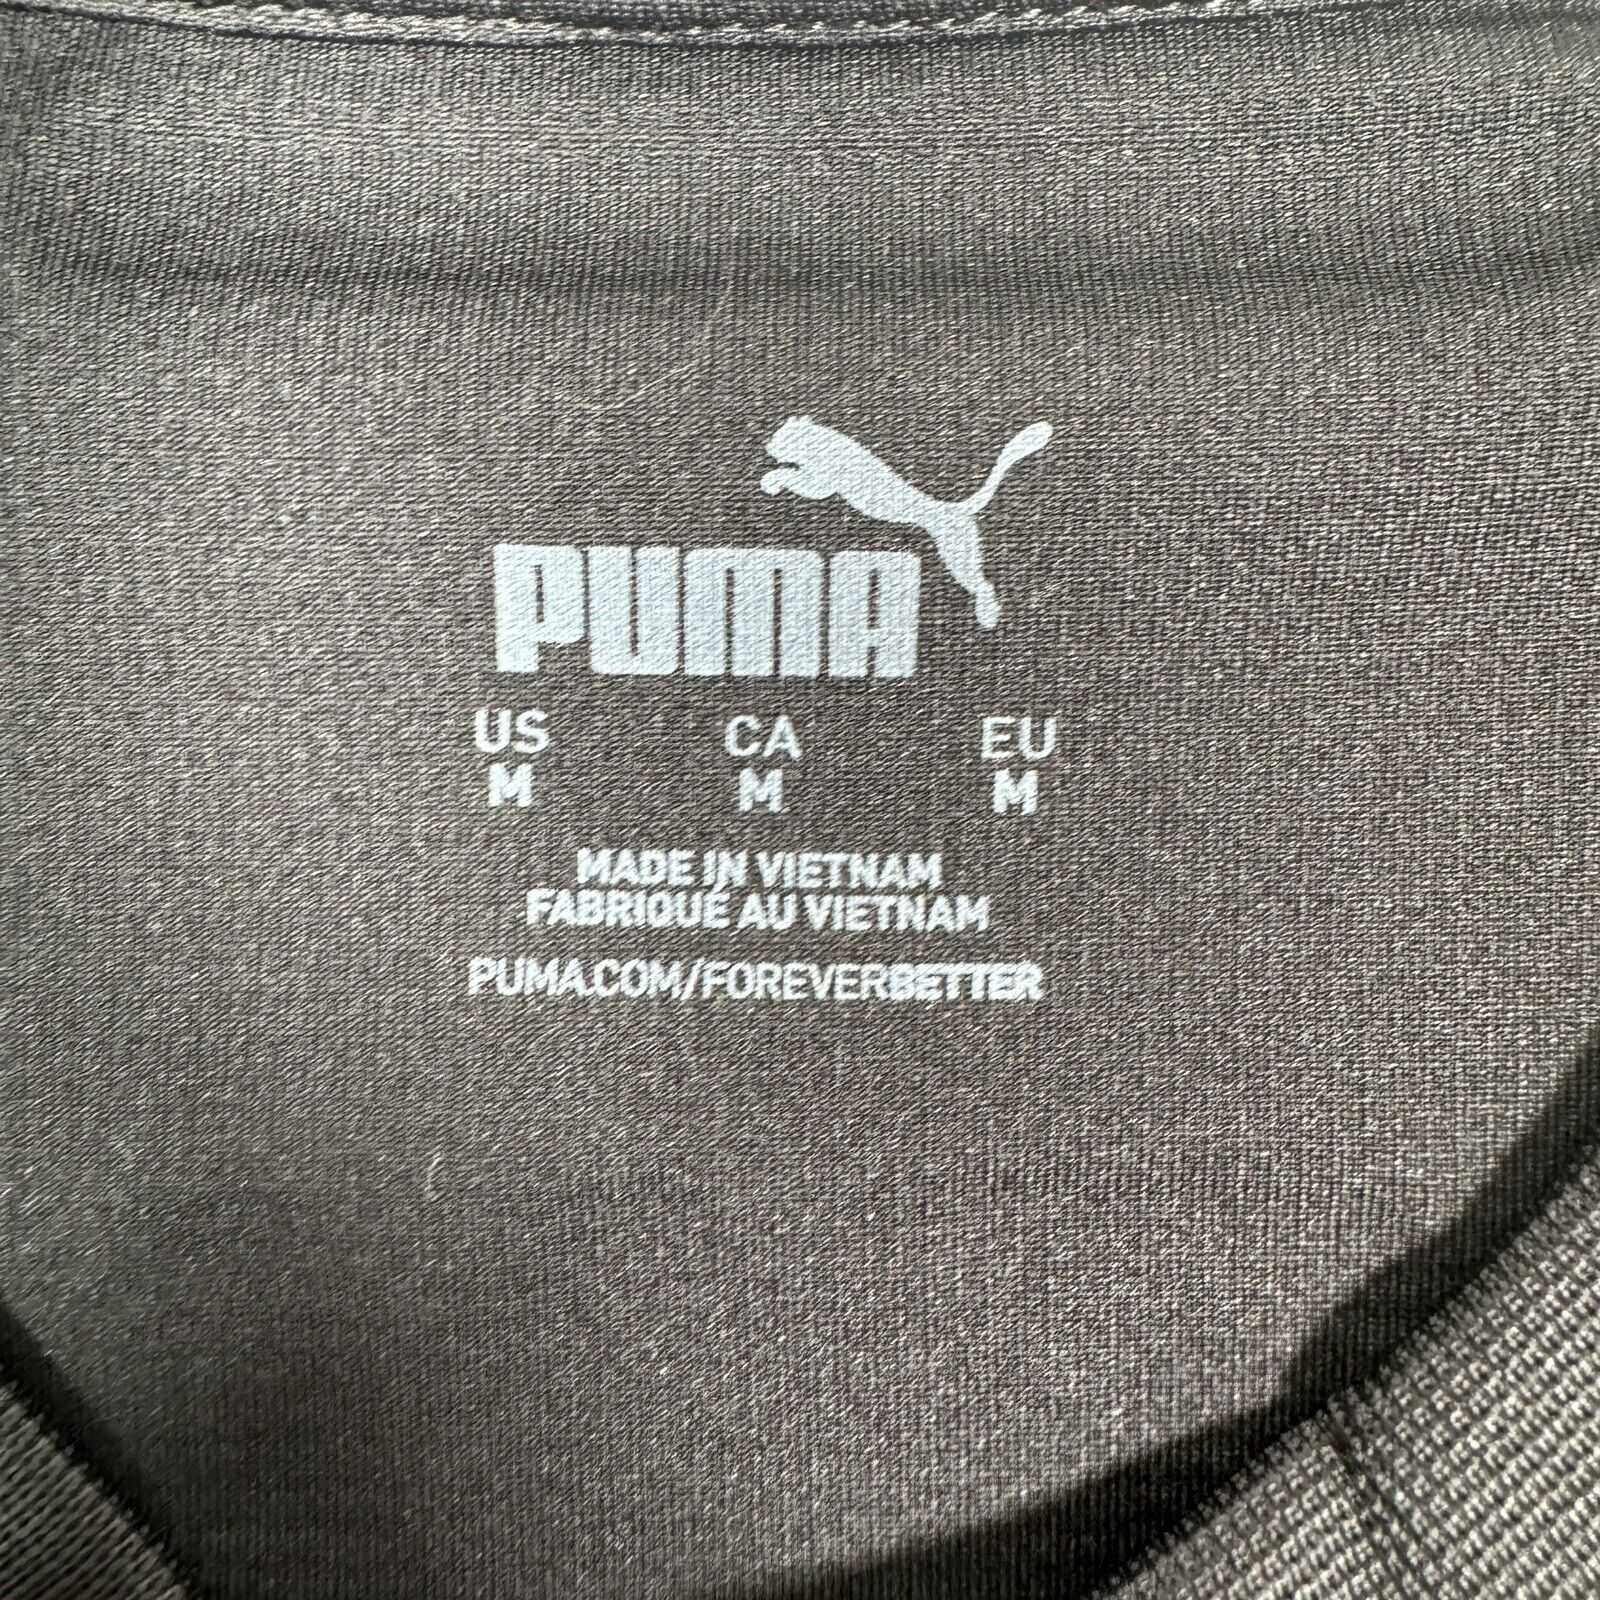 PUMA
US CA EU
M M M
MADE IN VIETNAM
FABRIQUÉ AU VIETNAM
PUMA.COM/FOREVERBETTER